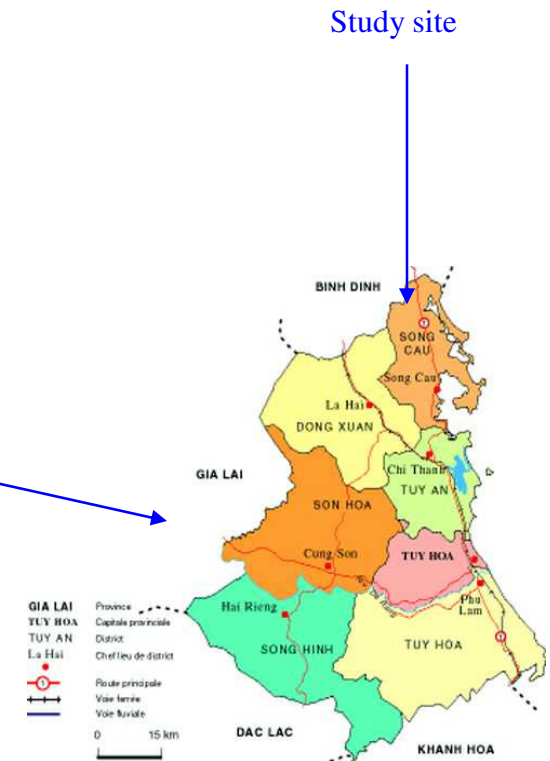 Study site
BINH DINH
SONG
CAU
Song Cau
La Hai
DONG XUAN
Chi Thanh
TUY AN
GIA LAI
SON HOA
Cung Son
TUY HOA
Phu
Lam
Hai Rieng
SONG HINH
TUY HOA
DAC LAC
KHANH HOA
GIA LAI Province
TUY HOA Capitale provinciale
TUY AN District
La Hai Chef lieu de district
1 Route principale
Voie ferrée
Voie fluviale
0 15 km